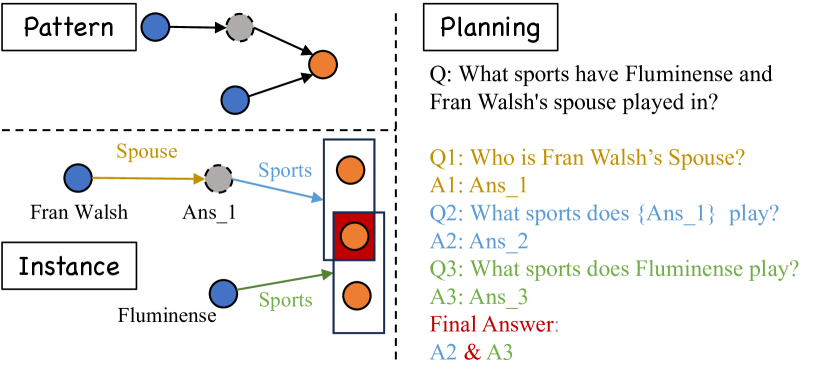 Pattern
Spouse
Sports
Fran Walsh
Ans_1
Instance
Sports
Fluminense
Planning
Q: What sports have Fluminense and
Fran Walsh's spouse played in?
Q1: Who is Fran Walsh’s Spouse?
A1: Ans_1
Q2: What sports does {Ans_1} play?
A2: Ans_2
Q3: What sports does Fluminense play?
A3: Ans_3
Final Answer:
A2 & A3